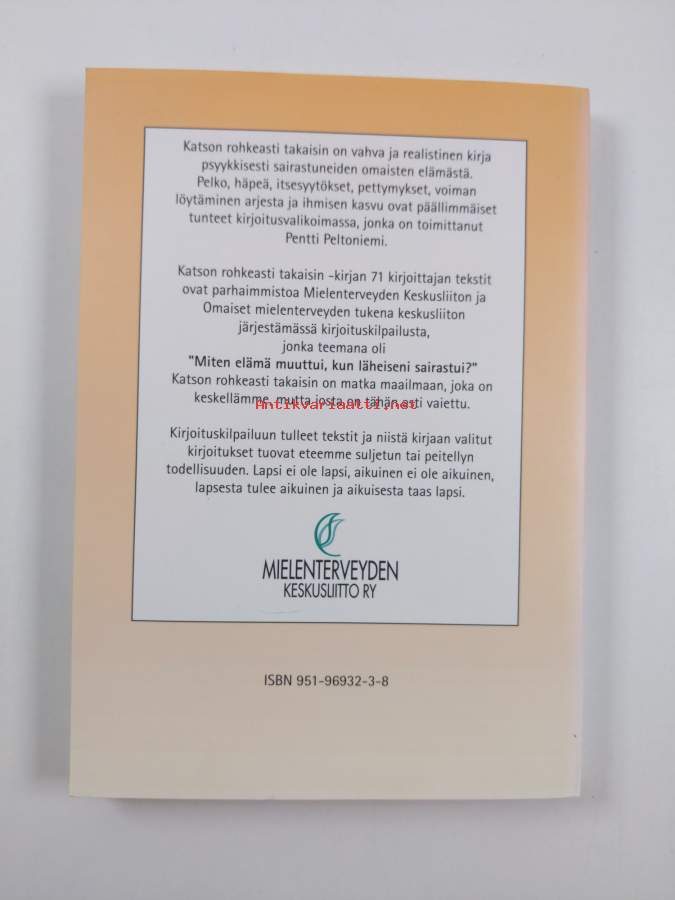 Katson rohkeasti takaisin on vahva ja realistinen kirja
psyykkisesti sairastuneiden omaisten elämästä.
Pelko, häpeä, itsesyytökset, pettymykset, voiman
löytäminen arjesta ja ihmisen kasvu ovat päällimmäiset
tunteet kirjoitusvalikoimassa, jonka on toimittanut
Pentti Peltoniemi.
Katson rohkeasti takaisin -kirjan 71 kirjoittajan tekstit
ovat parhaimmistoa Mielenterveyden Keskusliiton ja
Omaiset mielenterveyden tukena keskusliiton
järjestämässä kirjoituskilpailusta,
jonka teemana oli
"Miten elämä muuttui, kun läheiseni sairastui?"
Katson rohkeasti takaisin on matka maailmaan, joka on
keskellämme, mutta josta on tähän asti vaiettu.
Antikvariaatti.net
Kirjoituskilpailuun tulleet tekstit ja niistä kirjaan valitut
kirjoitukset tuovat eteemme suljetun tai peitellyn
todellisuuden. Lapsi ei ole lapsi, aikuinen ei ole aikuinen,
lapsesta tulee aikuinen ja aikuisesta taas lapsi.
MIELENTERVEYDEN
KESKUSLIITTO RY
ISBN 951-96932-3-8